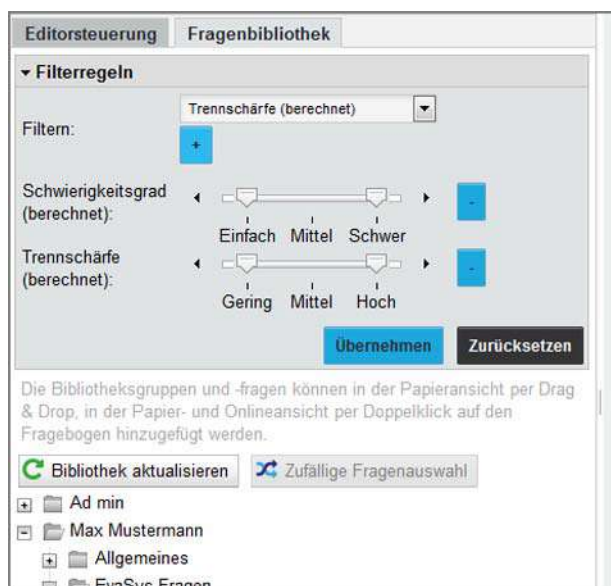 Editorsteuerung Fragenbibliothek
Filterregeln
Trennschärfe (berechnet)
Filtern:
+
Schwierigkeitsgrad
(berechnet):
-
Einfach Mittel Schwer
Trennschärfe
(berechnet):
-
Gering Mittel Hoch
Übernehmen Zurücksetzen
Die Bibliotheksgruppen und -fragen können in der Papieransicht per Drag
& Drop, in der Papier- und Onlineansicht per Doppelklick auf den
Fragebogen hinzugefügt werden.
Bibliothek aktualisieren Zufällige Fragenauswahl
Ad min
Max Mustermann
Allgemeines
EvaSys Fragen